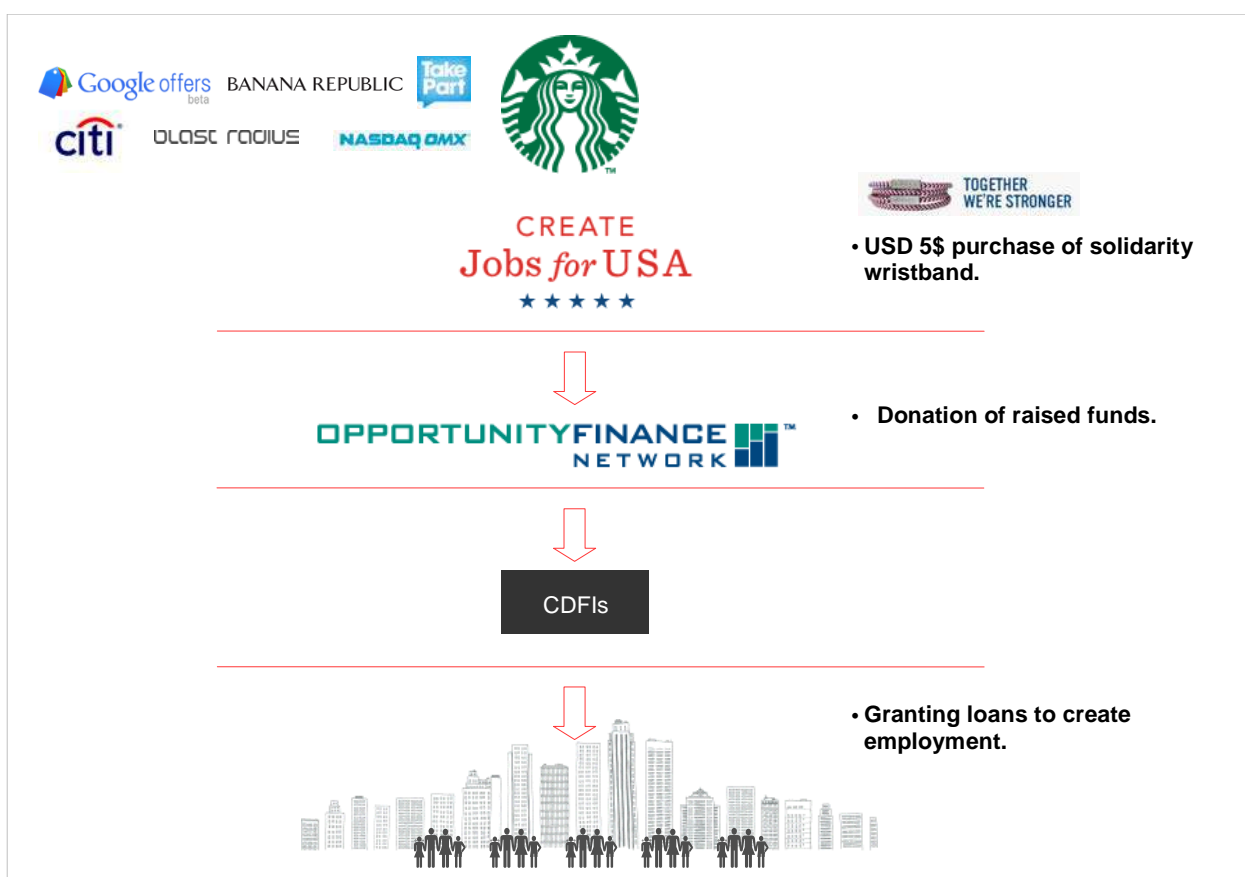 Google offers
beta
BANANA REPUBLIC
Take
Part
citi
blast radius
NASDAQ OMX
TM
CREATE
Jobs for USA
TOGETHER
WE'RE STRONGER
• USD 5$ purchase of solidarity
wristband.
OPPORTUNITYFINANCE
NETWORK
TM
• Donation of raised funds.
CDFIs
• Granting loans to create
employment.